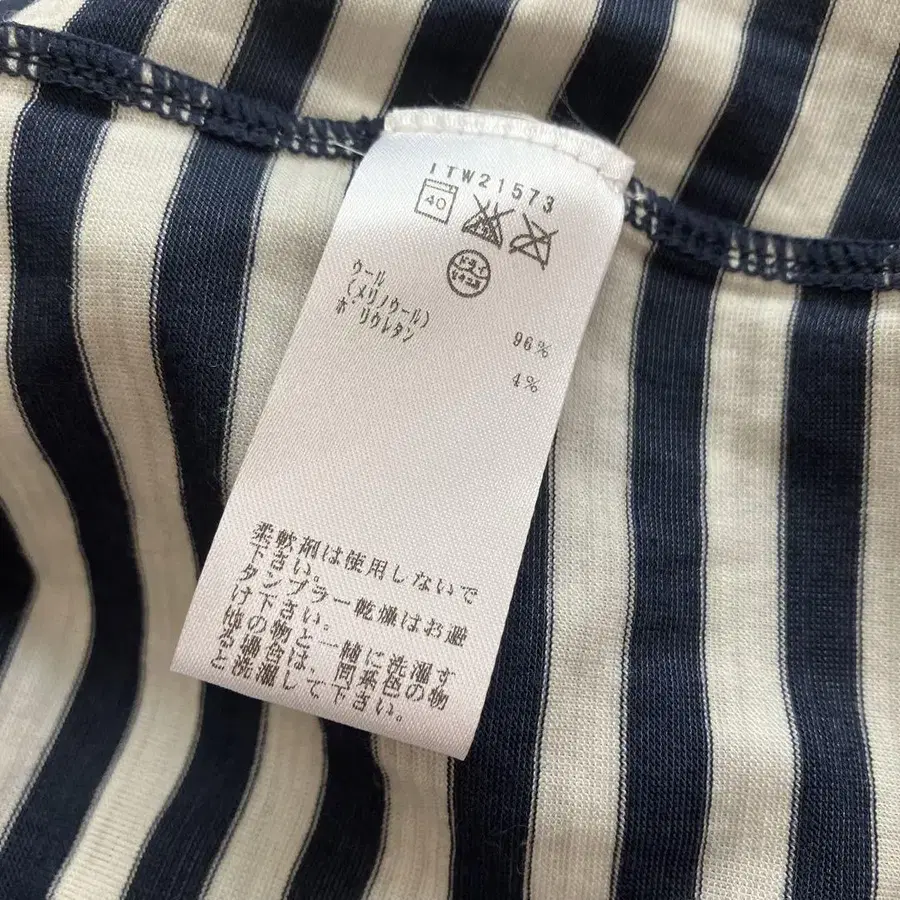 ITW21573
40
ドライ
ウール
(メリノウール) 96%
ポリウレタン 4%
柔軟剤は使用しないで
下さい。
タンブラー乾燥はお避
け下さい。
他の物と一緒に洗濯す
る場合は、同系色の物
と洗濯して下さい。